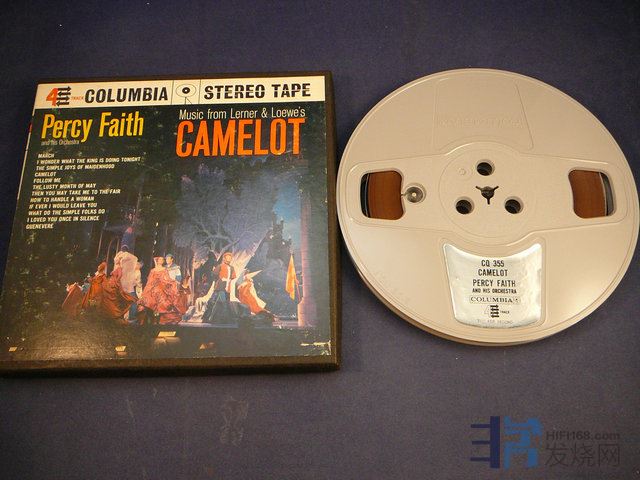 4 TRACK COLUMBIA STEREO TAPE
Percy Faith
and his Orchestra
Music from Lerner & Loewe's
CAMELOT
MARCH
I WONDER WHAT THE KING IS DOING TONIGHT
THE SIMPLE JOYS OF MAIDENHOOD
CAMELOT
FOLLOW ME
THE LUSTY MONTH OF MAY
THEN YOU MAY TAKE ME TO THE FAIR
HOW TO HANDLE A WOMAN
IF EVER I WOULD LEAVE YOU
WHAT DO THE SIMPLE FOLKS DO
I LOVED YOU ONCE IN SILENCE
GUENEVERE
CQ 355
CAMELOT
PERCY FAITH
AND HIS ORCHESTRA
COLUMBIA
4 TRACK
HIFI168.com
发烧网